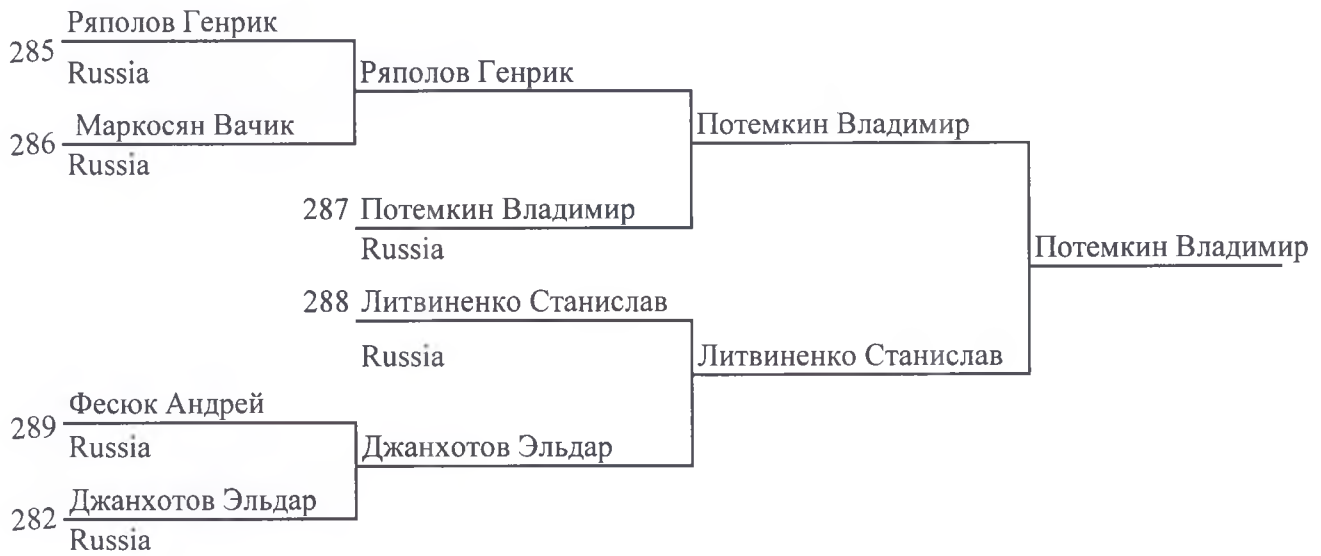 Ряполов Генрик
285
Russia
Ряполов Генрик
Маркосян Вачик
286
Russia
Потемкин Владимир
287 Потемкин Владимир
Russia
Потемкин Владимир
288 Литвиненко Станислав
Russia
Литвиненко Станислав
Фесюк Андрей
289
Russia
Джанхотов Эльдар
Джанхотов Эльдар
282
Russia